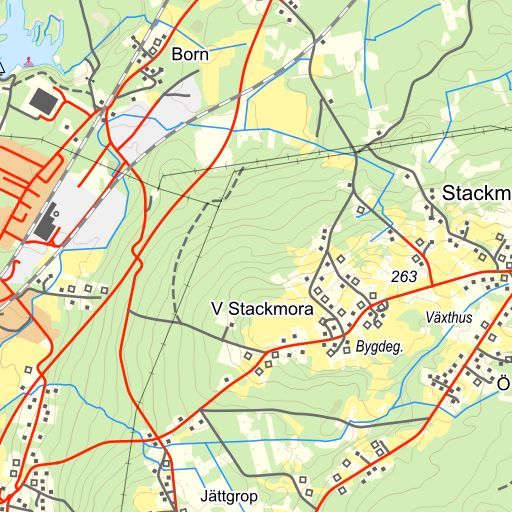 Born
Stackm
263
V Stackmora
Växthus
Bygdeg.
Ö
Jättgrop